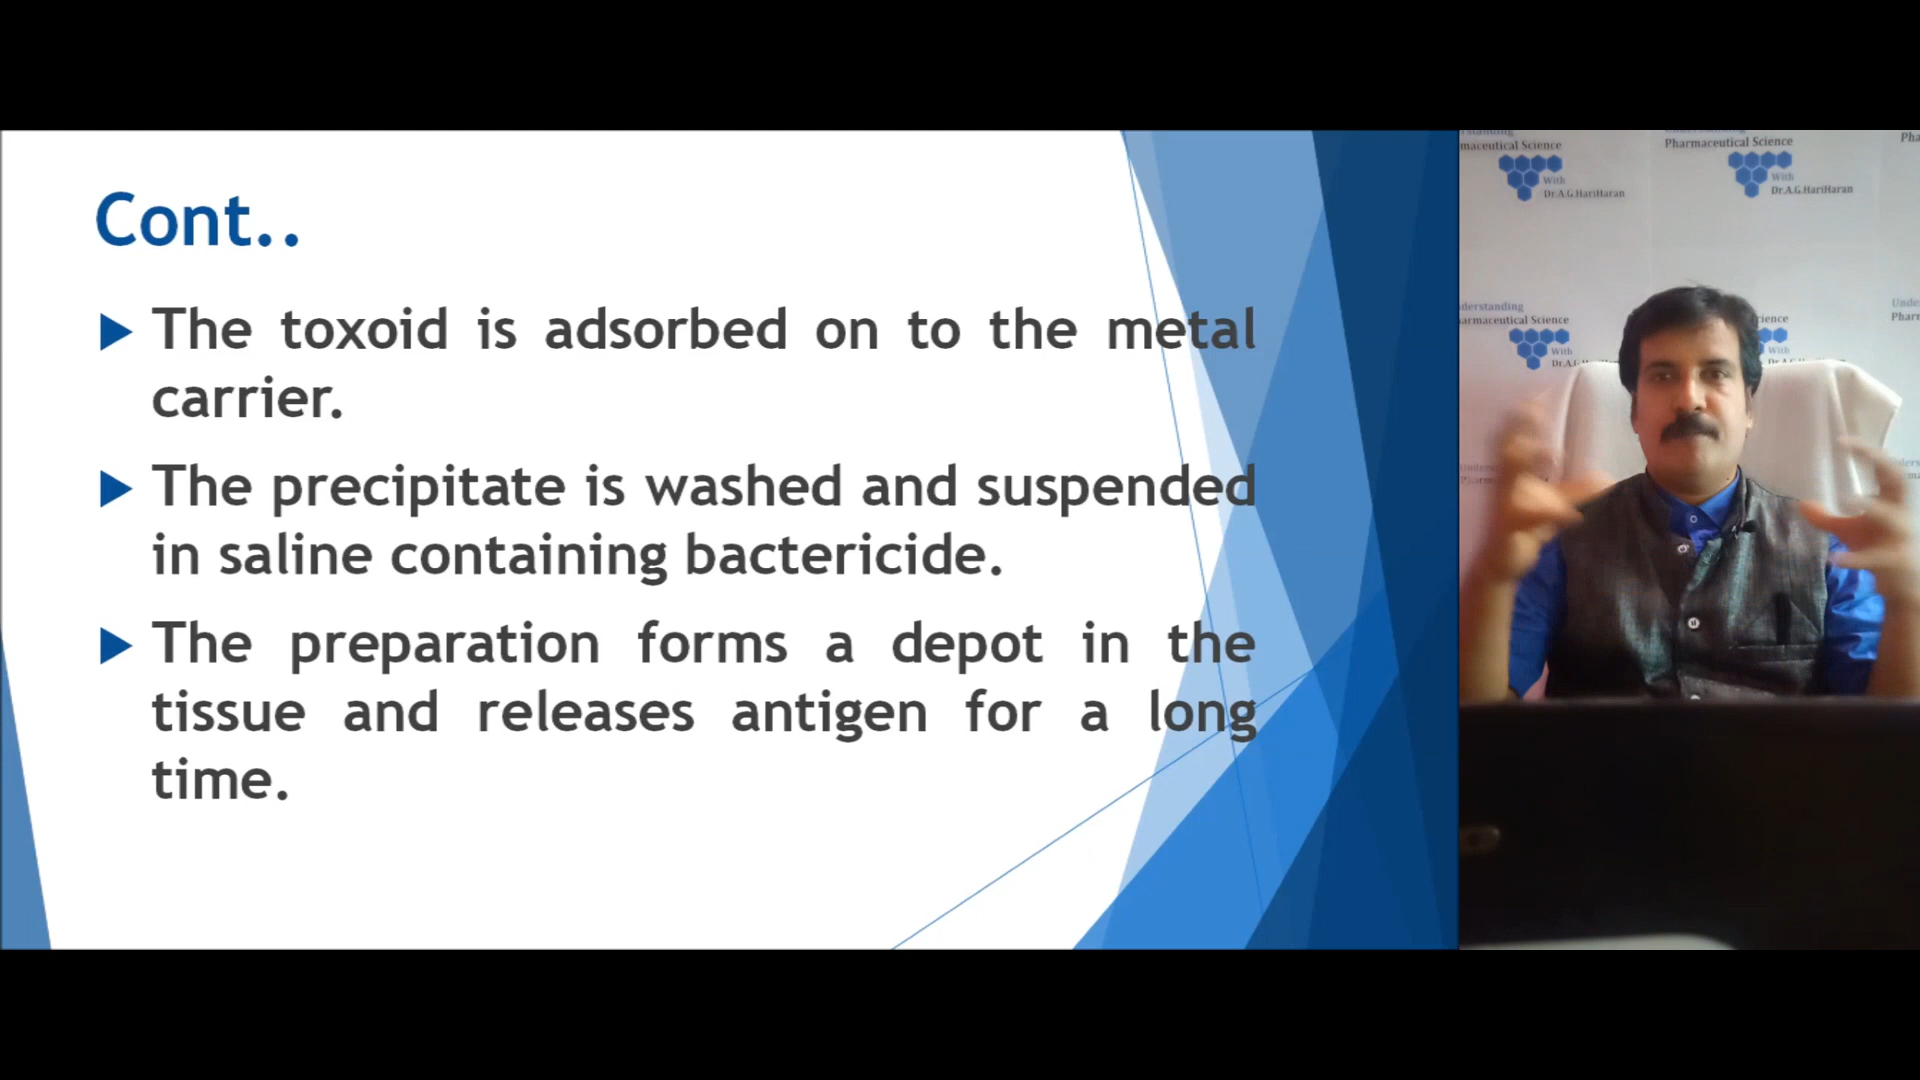 Cont..
The toxoid is adsorbed on to the metal
carrier.
The precipitate is washed and suspended
in saline containing bactericide.
The preparation forms a depot in the
tissue and releases antigen for a long
time.
Pharmaceutical Science
With
Dr.A.G.HariHaran
Understanding
Pharmaceutical Science
With
Dr.A.G.HariHaran
With
With